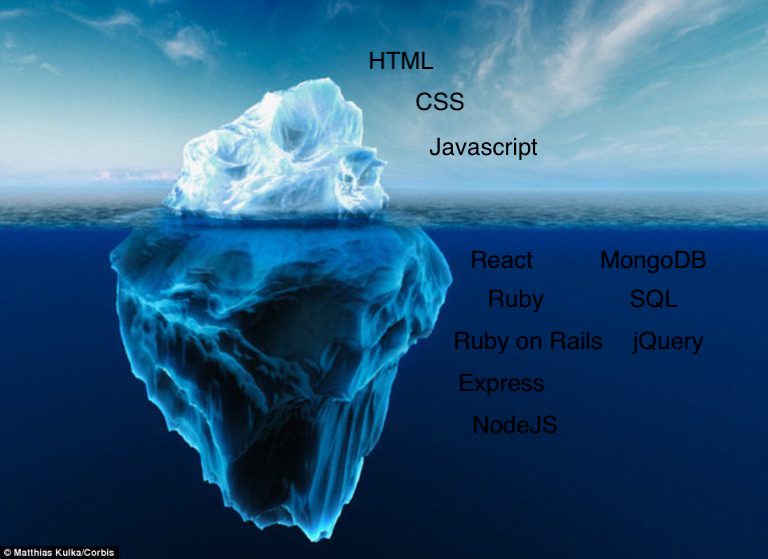 HTML
CSS
Javascript
React
Ruby
Ruby on Rails
Express
NodeJS
MongoDB
SQL
jQuery
© Matthias Kulka/Corbis